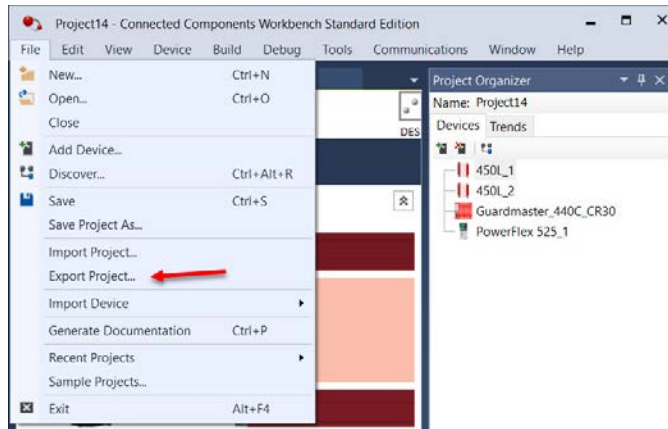 Project14 - Connected Components Workbench Standard Edition
File Edit View Device Build Debug Tools Communications Window Help
New... Ctrl+N
Open... Ctrl+O
Close
Add Device...
Discover... Ctrl+Alt+R
Save Ctrl+S
Save Project As...
Import Project...
Export Project...
Import Device
Generate Documentation Ctrl+P
Recent Projects
Sample Projects...
Exit Alt+F4
DES
Project Organizer
Name: Project14
Devices Trends
450L_1
450L_2
Guardmaster_440C_CR30
PowerFlex 525_1